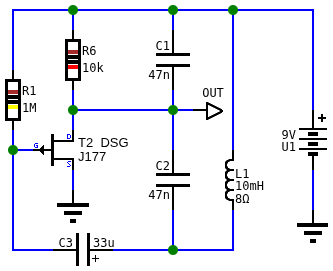 C1
R6
10k
47n
R1
1M
OUT
D
T2 DSG
G
J177
S
9V
U1
C2
47n
L1
10mH
8Ω
C3 33u
+
+